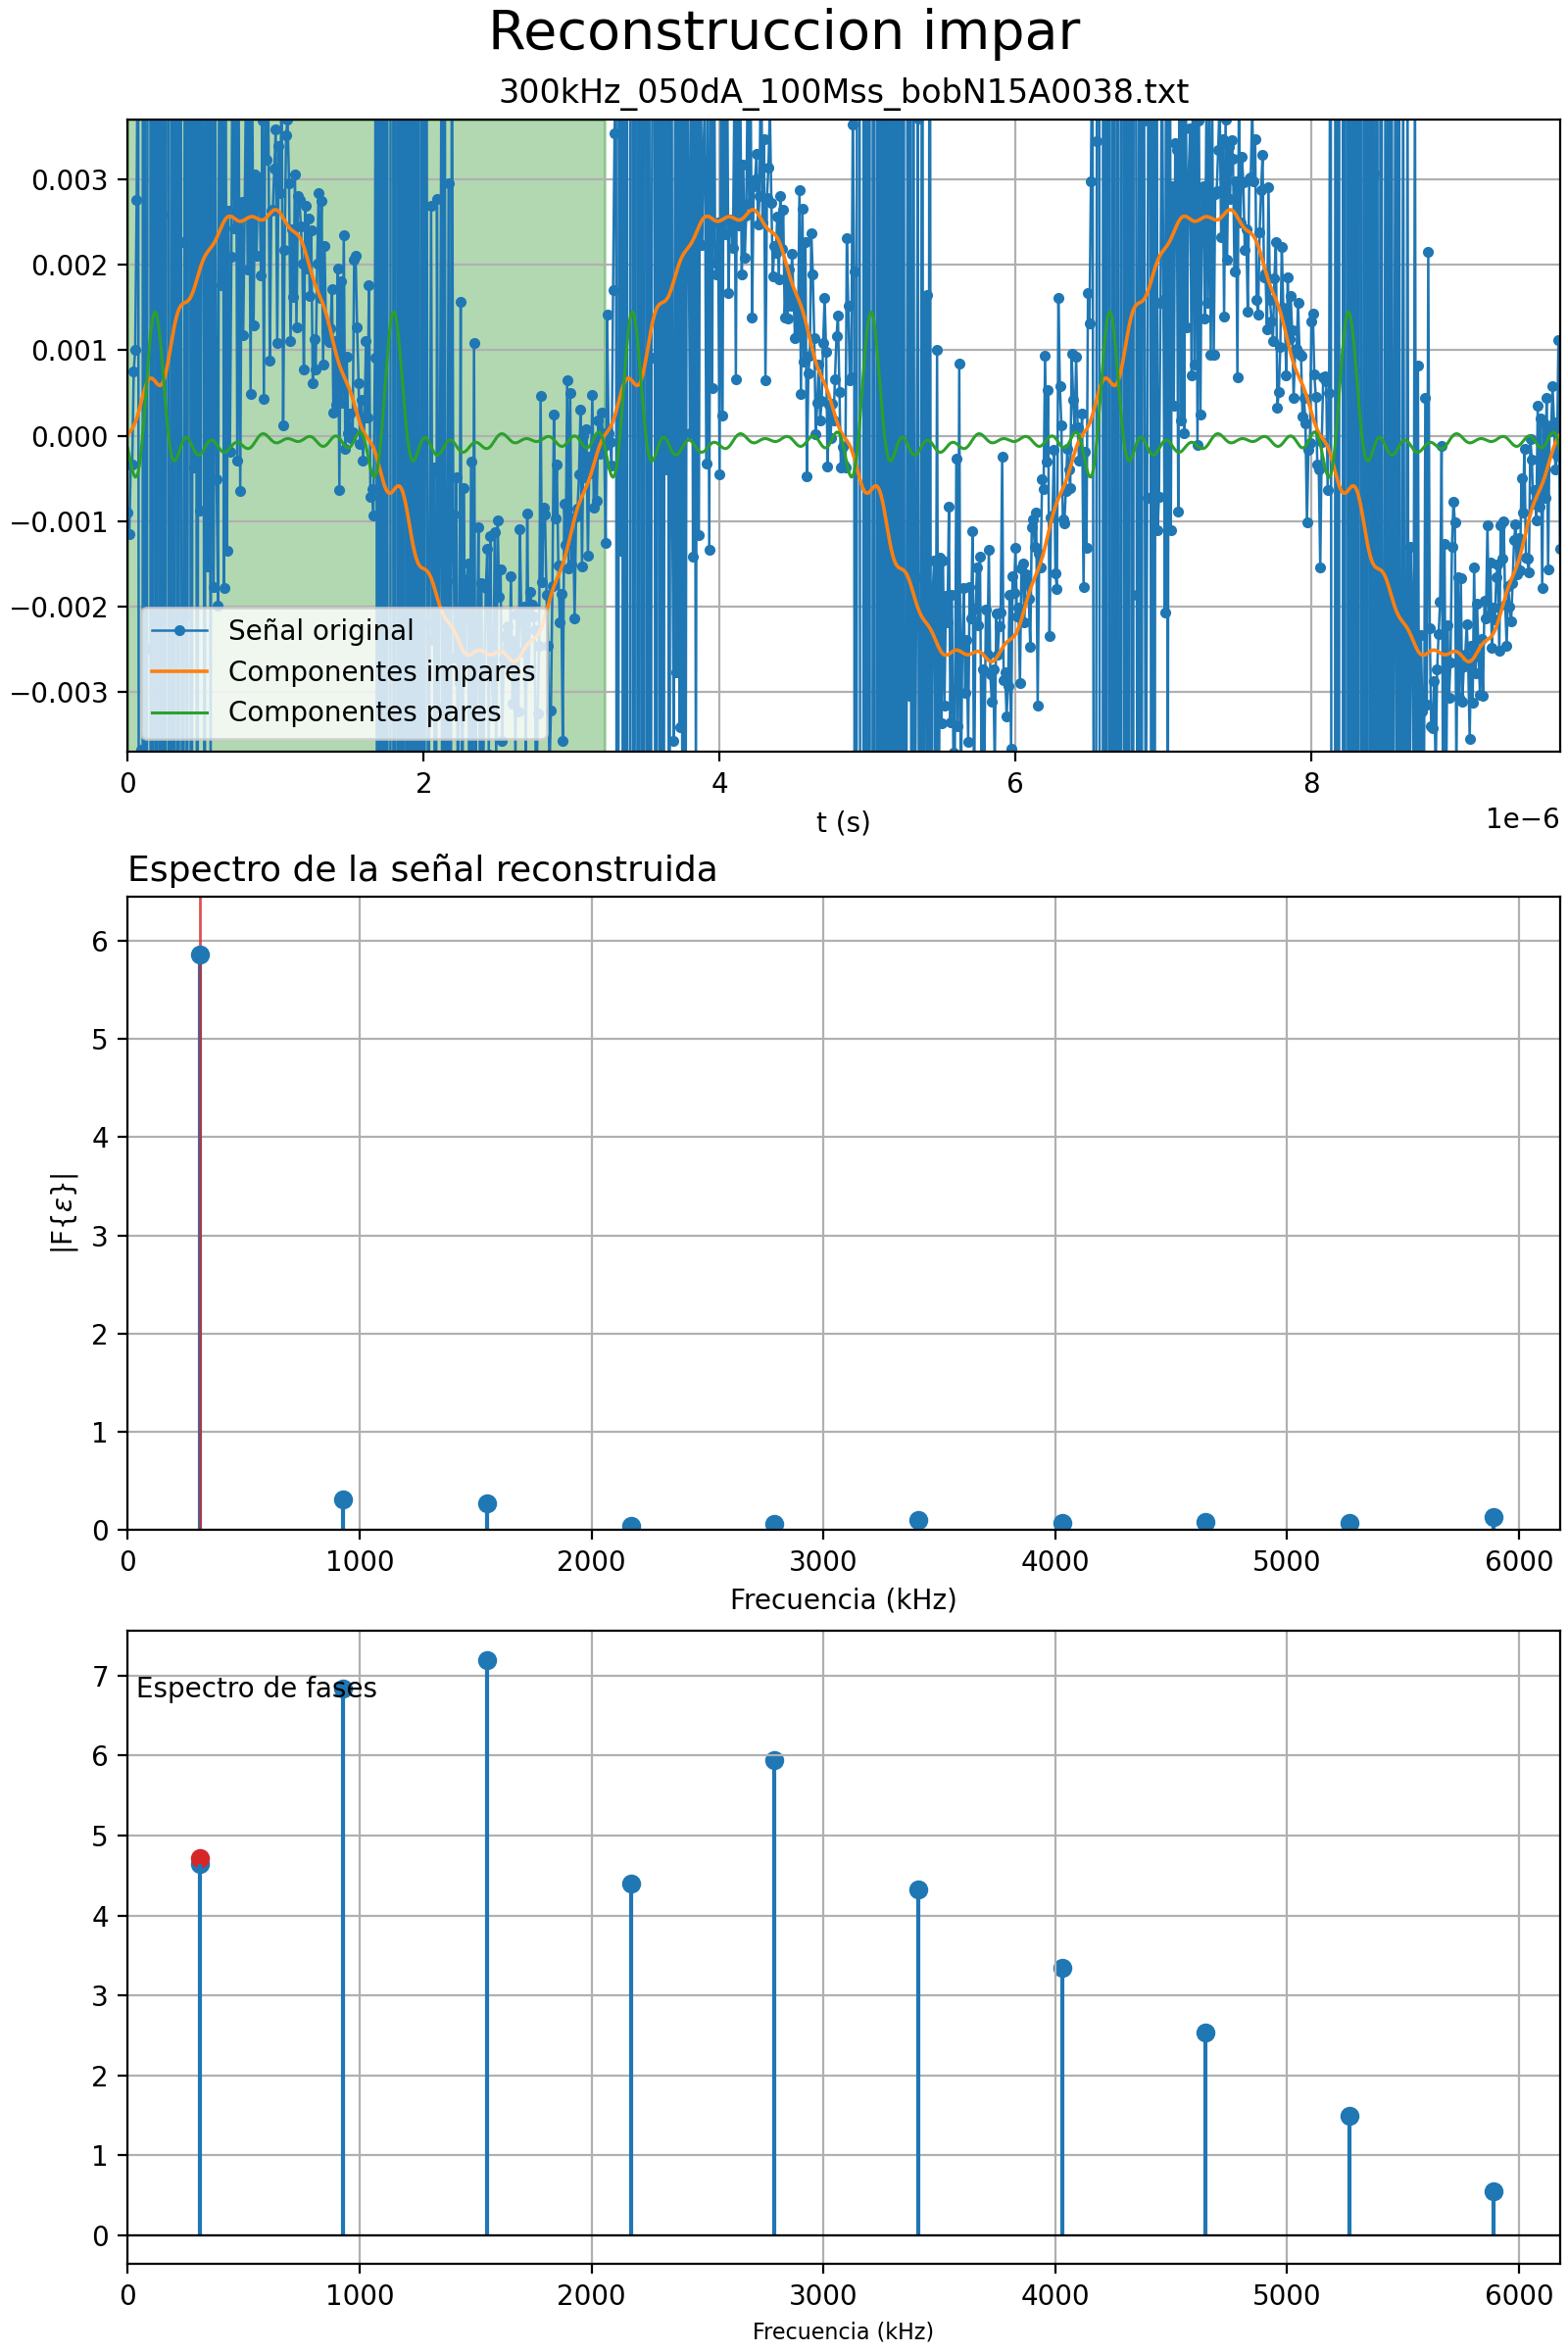 Reconstruccion impar
300kHz_050dA_100Mss_bobN15A0038.txt
0.003
0.002
0.001
0.000
−0.001
−0.002
−0.003
Señal original
Componentes impares
Componentes pares
0 2 4 6 8
1e−6
t (s)
Espectro de la señal reconstruida
6
5
4
3
2
1
0
|F{ε}|
0 1000 2000 3000 4000 5000 6000
Frecuencia (kHz)
7
Espectro de fases
6
5
4
3
2
1
0
0 1000 2000 3000 4000 5000 6000
Frecuencia (kHz)